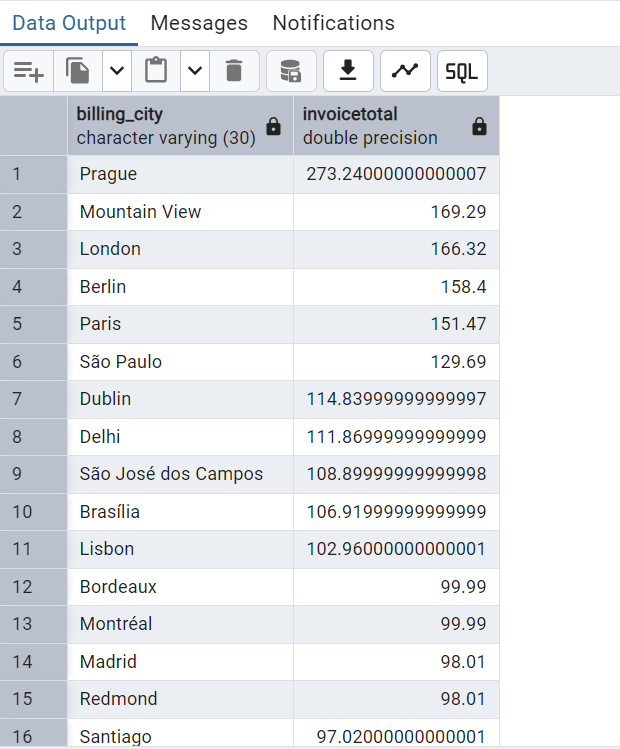 Data Output Messages Notifications
SQL
billing_city invoicetotal
character varying (30) double precision
1 Prague 273.24000000000007
2 Mountain View 169.29
3 London 166.32
4 Berlin 158.4
5 Paris 151.47
6 São Paulo 129.69
7 Dublin 114.83999999999997
8 Delhi 111.86999999999999
9 São José dos Campos 108.89999999999998
10 Brasília 106.91999999999999
11 Lisbon 102.96000000000001
12 Bordeaux 99.99
13 Montréal 99.99
14 Madrid 98.01
15 Redmond 98.01
16 Santiago 97.02000000000001